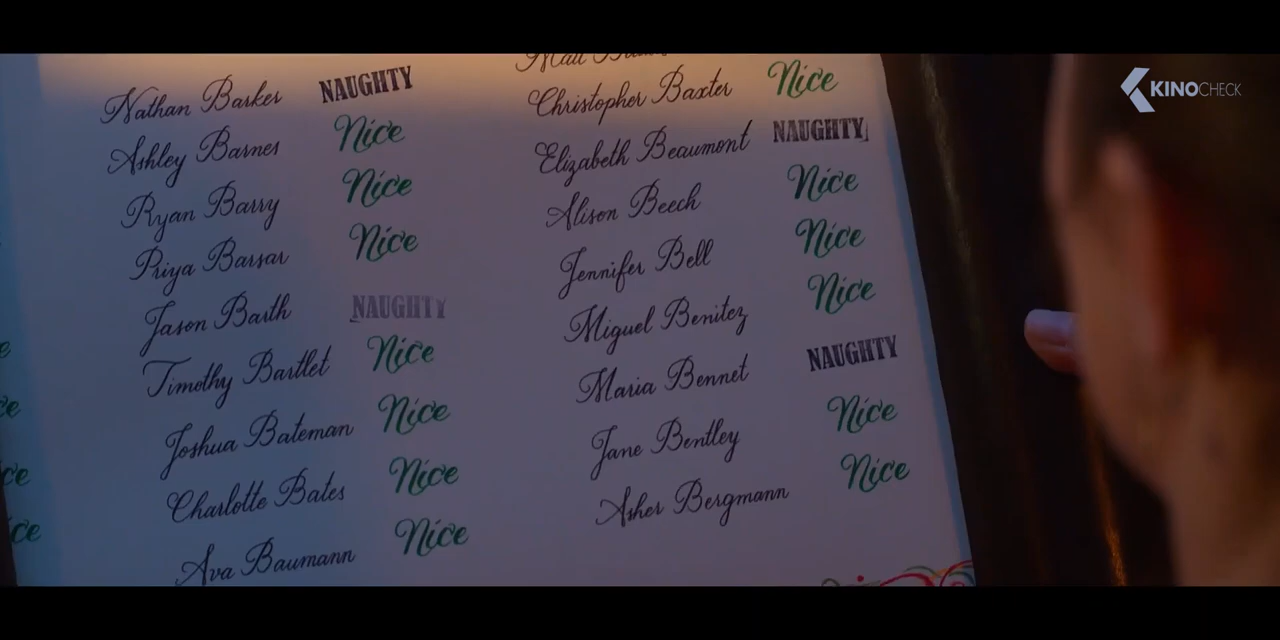 Nathan Barker NAUGHTY
Ashley Barnes Nice
Ryan Barry Nice
Priya Barsar Nice
Jason Barth NAUGHTY
Timothy Bartlet Nice
Joshua Bateman Nice
Charlotte Bates Nice
Ava Baumann Nice
Christopher Baxter Nice
Elizabeth Beaumont NAUGHTY
Alison Beech Nice
Jennifer Bell Nice
Miguel Benitez Nice
Maria Bennet NAUGHTY
Jane Bentley Nice
Asher Bergmann Nice
KINOCHECK